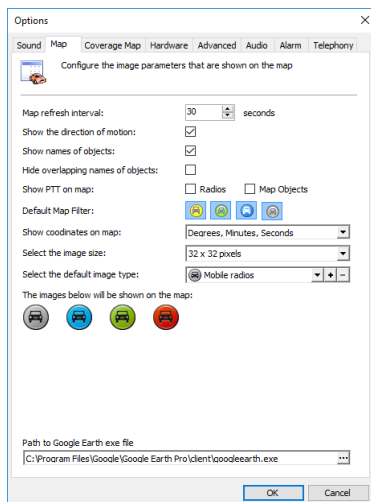 Options
Sound Map Coverage Map Hardware Advanced Audio Alarm Telephony
Configure the image parameters that are shown on the map
Map refresh interval: 30 seconds
Show the direction of motion:
Show names of objects:
Hide overlapping names of objects:
Show PTT on map: Radios Map Objects
Default Map Filter:
Show coodinates on map: Degrees, Minutes, Seconds
Select the image size: 32 x 32 pixels
Select the default image type: Mobile radios
The images below will be shown on the map:
Path to Google Earth exe file
C:\Program Files\Google\Google Earth Pro\client\googleearth.exe ...
OK Cancel